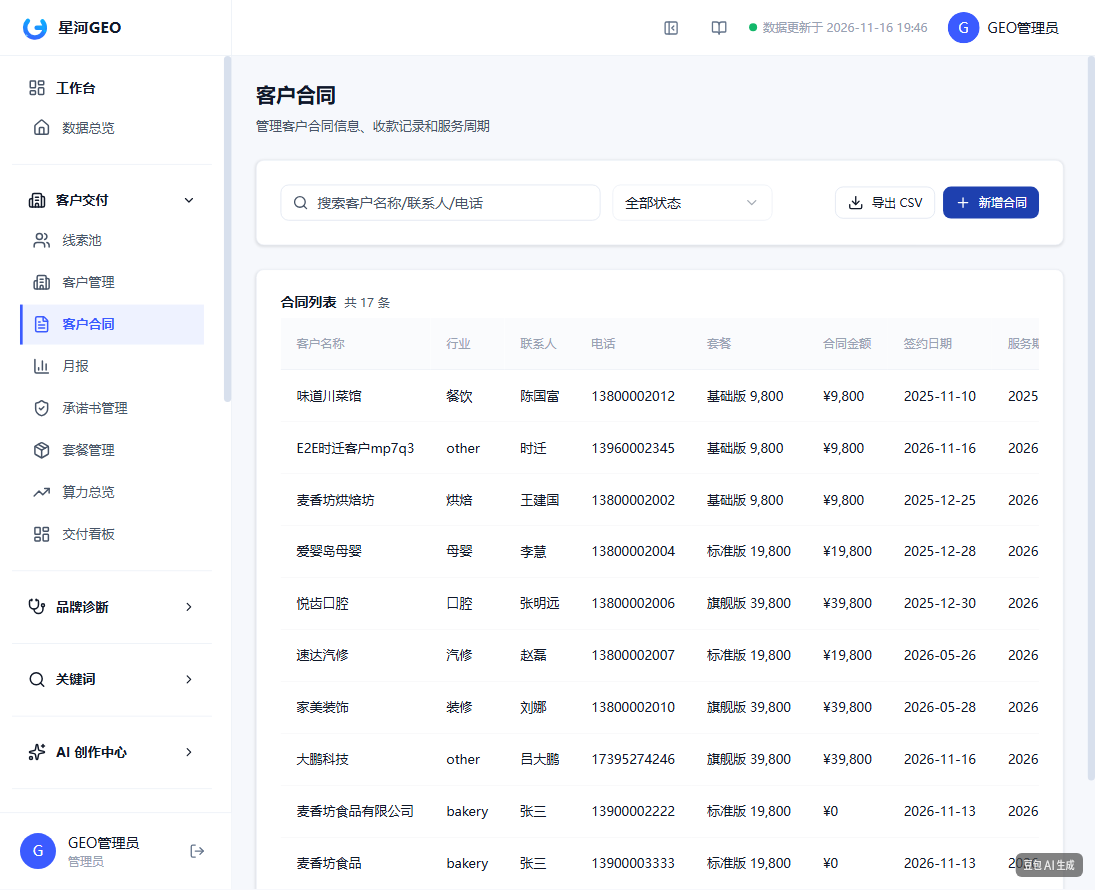 星河GEO
数据更新于 2026-11-16 19:46
G
GEO管理员
工作台
数据总览
客户交付
线索池
客户管理
客户合同
月报
承诺书管理
套餐管理
算力总览
交付看板
品牌诊断
关键词
AI 创作中心
G
GEO管理员
管理员
客户合同
管理客户合同信息、收款记录和服务周期
搜索客户名称/联系人/电话
全部状态
导出 CSV
新增合同
合同列表 共 17 条
客户名称 行业 联系人 电话 套餐 合同金额 签约日期 服务期
味道川菜馆 餐饮 陈国富 13800002012 基础版 9,800 ¥9,800 2025-11-10 2025
E2E时迁客户mp7q3 other 时迁 13960002345 基础版 9,800 ¥9,800 2026-11-16 2026
麦香坊烘焙坊 烘焙 王建国 13800002002 基础版 9,800 ¥9,800 2025-12-25 2026
爱婴岛母婴 母婴 李慧 13800002004 标准版 19,800 ¥19,800 2025-12-28 2026
悦齿口腔 口腔 张明远 13800002006 旗舰版 39,800 ¥39,800 2025-12-30 2026
速达汽修 汽修 赵磊 13800002007 标准版 19,800 ¥19,800 2026-05-26 2026
家美装饰 装修 刘娜 13800002010 旗舰版 39,800 ¥39,800 2026-05-28 2026
大鹏科技 other 吕大鹏 17395274246 旗舰版 39,800 ¥39,800 2026-11-16 2026
麦香坊食品有限公司 bakery 张三 13900002222 标准版 19,800 ¥0 2026-11-13 2026
麦香坊食品 bakery 张三 13900003333 标准版 19,800 ¥0 2026-11-13 2026
豆包 AI 生成